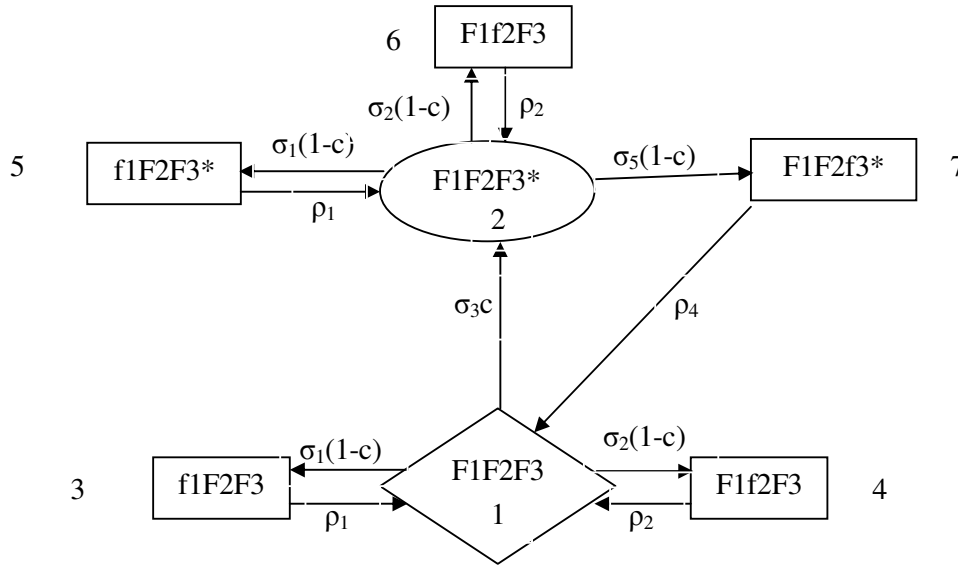 6
F1f2F3
σ₂(1-c)
ρ₂
5
f1F2F3*
σ₁(1-c)
ρ₁
F1F2F3*
2
σ₅(1-c)
F1F2f3*
7
σ₃c
ρ₄
3
f1F2F3
σ₁(1-c)
ρ₁
F1F2F3
1
σ₂(1-c)
ρ₂
F1f2F3
4